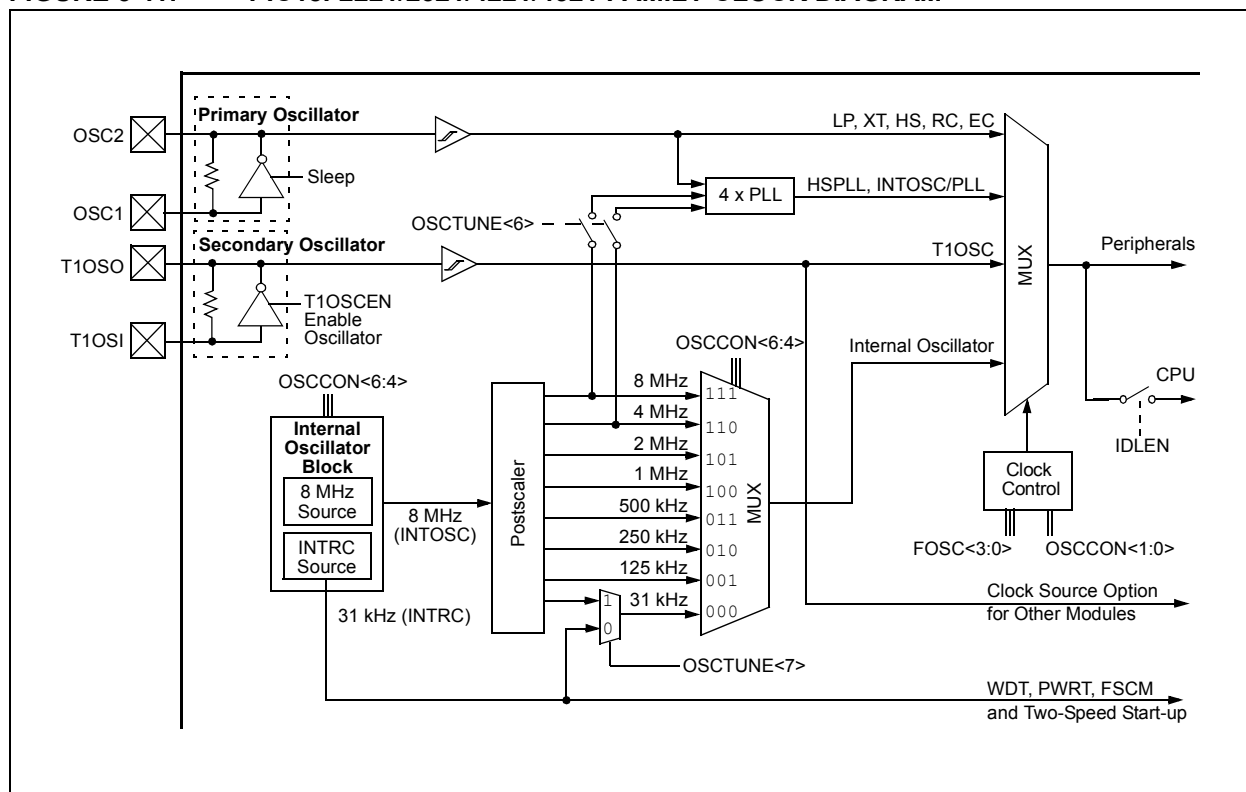 FIGURE FAMILY CLOCK DIAGRAM
Primary Oscillator
OSC2
OSC1
Sleep
LP, XT, HS, RC, EC
4 x PLL
HSPLL, INTOSC/PLL
OSCTUNE<6>
Secondary Oscillator
T1OSO
T1OSI
T1OSCEN
Enable
Oscillator
T1OSC
MUX
Peripherals
Internal Oscillator
CPU
IDLEN
Clock
Control
FOSC<3:0>
OSCCON<1:0>
OSCCON<6:4>
Internal
Oscillator
Block
8 MHz
Source
INTRC
Source
8 MHz
(INTOSC)
31 kHz (INTRC)
Postscaler
OSCCON<6:4>
8 MHz
111
4 MHz
110
2 MHz
101
1 MHz
100
500 kHz
011
250 kHz
010
125 kHz
001
1
0
31 kHz
000
MUX
OSCTUNE<7>
Clock Source Option
for Other Modules
WDT, PWRT, FSCM
and Two-Speed Start-up